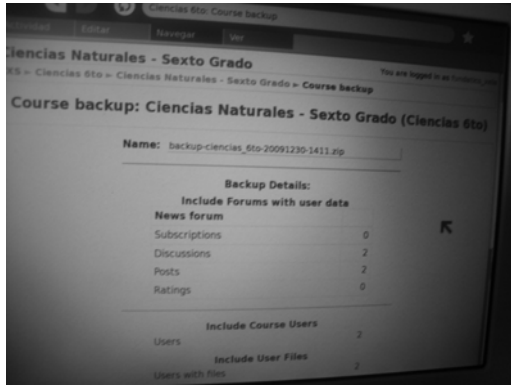 Ciencias 6to: Course backup
Actividad Editar Navegar Ver
Ciencias Naturales - Sexto Grado
You are logged in as
XS ► Ciencias 6to ► Ciencias Naturales - Sexto Grado ► Course backup
Course backup: Ciencias Naturales - Sexto Grado (Ciencias 6to)
Name: backup-ciencias_6to-20091230-1411.zip
Backup Details:
Include Forums with user data
News forum
Subscriptions 0
Discussions 2
Posts 2
Ratings 0
Include Course Users
Users 2
Include User Files
Users with files 2